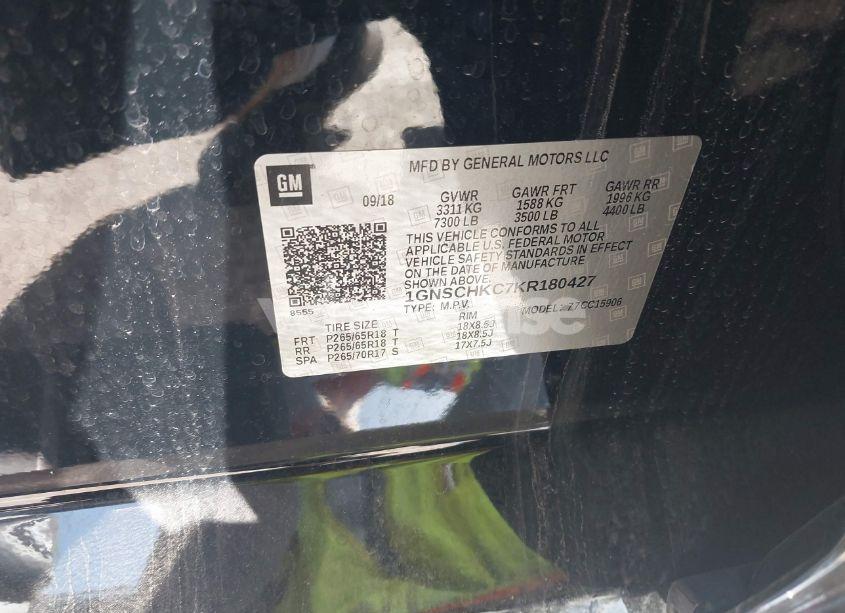 MFD BY GENERAL MOTORS LLC
GM
09/18
GVWR GAWR FRT GAWR RR
3311 KG 1588 KG 1996 KG
7300 LB 3500 LB 4400 LB
THIS VEHICLE CONFORMS TO ALL
APPLICABLE U.S. FEDERAL MOTOR
VEHICLE SAFETY STANDARDS IN EFFECT
ON THE DATE OF MANUFACTURE
SHOWN ABOVE.
1GNSCHKC7KR180427
8555
TYPE: M.P.V. MODEL: 77CC15906
TIRE SIZE RIM
FRT P265/65R18 T 18X8.5J
RR P265/65R18 T 18X8.5J
SPA P265/70R17 S 17X7.5J